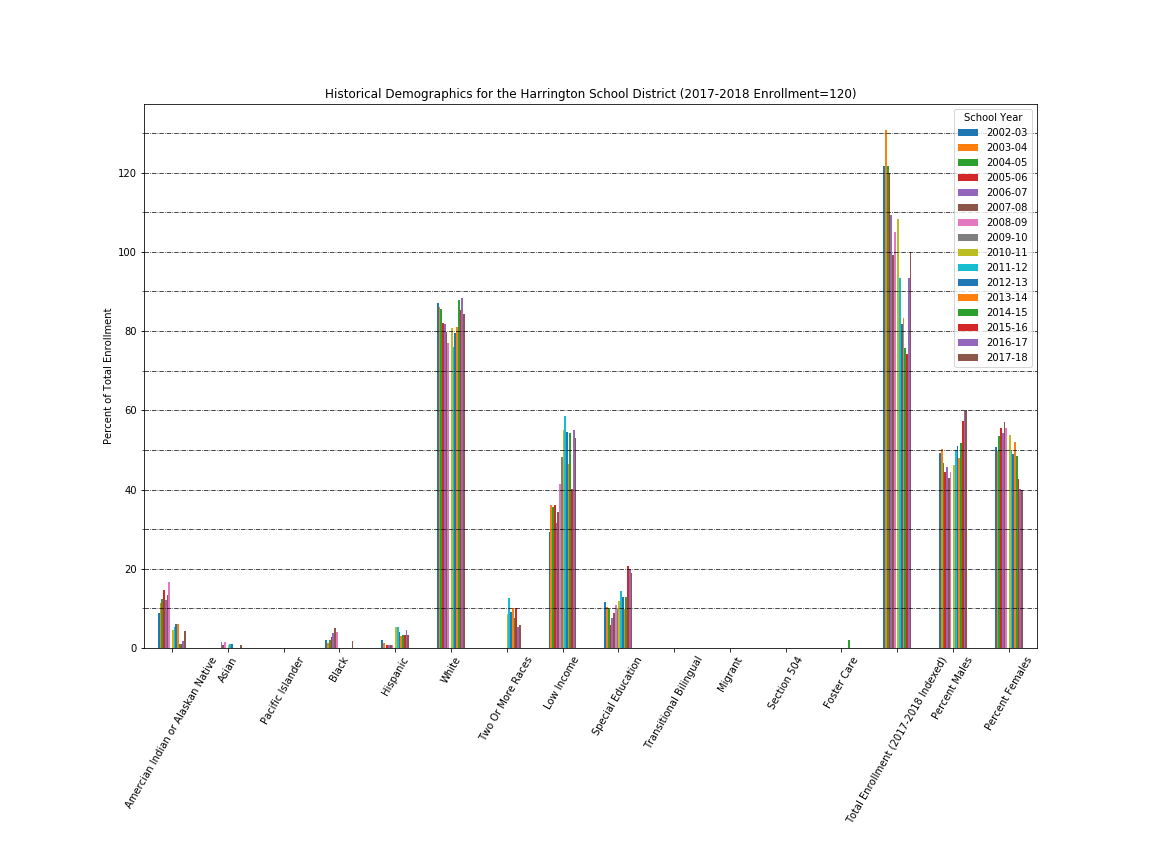 Historical Demographics for the Harrington School District (2017-2018 Enrollment=120)
Percent of Total Enrollment
120
100
80
60
40
20
0
School Year
2002-03
2003-04
2004-05
2005-06
2006-07
2007-08
2008-09
2009-10
2010-11
2011-12
2012-13
2013-14
2014-15
2015-16
2016-17
2017-18
Amercian Indian or Alaskan Native
Asian
Pacific Islander
Black
Hispanic
White
Two Or More Races
Low Income
Special Education
Transitional Bilingual
Migrant
Section 504
Foster Care
Total Enrollment (2017-2018 Indexed)
Percent Males
Percent Females